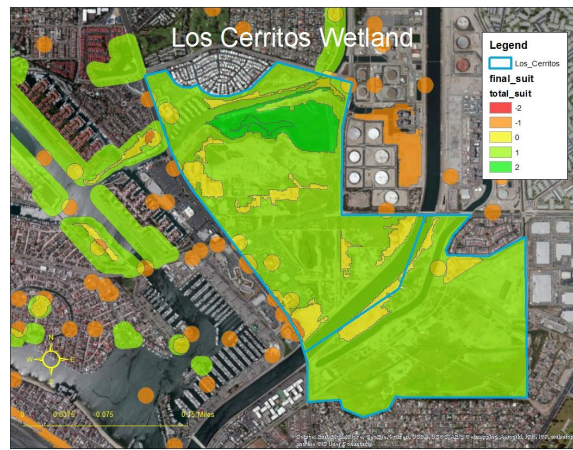 Los Cerritos Wetland
Legend
Los_Cerritos
final_suit
total_suit
-2
-1
0
1
2
N
W E
S
0 0.0375 0.075 0.15 Miles